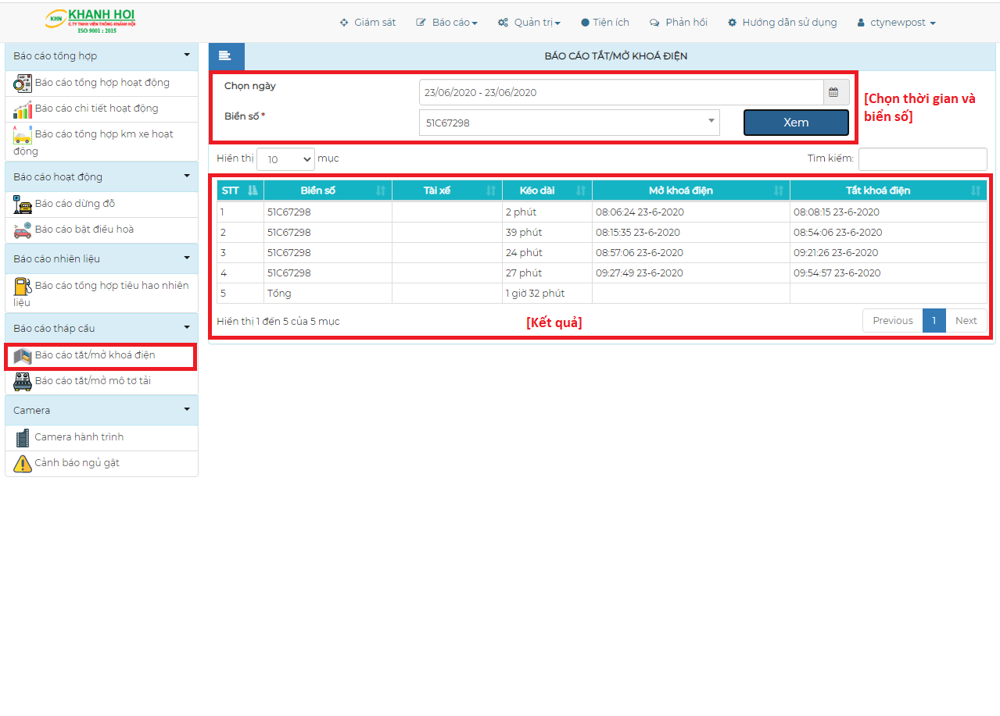 KHN KHANH HOI
C.TY TNHH VIỄN THÔNG KHÁNH HỘI
ISO 9001 : 2015
Giám sát Báo cáo Quản trị Tiện ích Phản hồi Hướng dẫn sử dụng ctynewpost
Báo cáo tổng hợp
Báo cáo tổng hợp hoạt động
Báo cáo chi tiết hoạt động
A B
Báo cáo tổng hợp km xe hoạt
động
Báo cáo hoạt động
Báo cáo dừng đỗ
Báo cáo bật điều hoà
Báo cáo nhiên liệu
Báo cáo tổng hợp tiêu hao nhiên
liệu
Báo cáo tháp cẩu
Báo cáo tắt/mở khoá điện
Báo cáo tắt/mở mô tơ tải
Camera
Camera hành trình
Cảnh báo ngủ gật
BÁO CÁO TẮT/MỞ KHOÁ ĐIỆN
Chọn ngày 23/06/2020 - 23/06/2020
Biển số * 51C67298 Xem
[Chọn thời gian và
biển số]
Hiển thị 10 mục Tìm kiếm:
STT Biển số Tài xế Kéo dài Mở khoá điện Tắt khoá điện
1 51C67298 2 phút 08:06:24 23-6-2020 08:08:15 23-6-2020
2 51C67298 39 phút 08:15:35 23-6-2020 08:54:06 23-6-2020
3 51C67298 24 phút 08:57:06 23-6-2020 09:21:26 23-6-2020
4 51C67298 27 phút 09:27:49 23-6-2020 09:54:57 23-6-2020
5 Tổng 1 giờ 32 phút
Hiển thị 1 đến 5 của 5 mục [Kết quả] Previous 1 Next